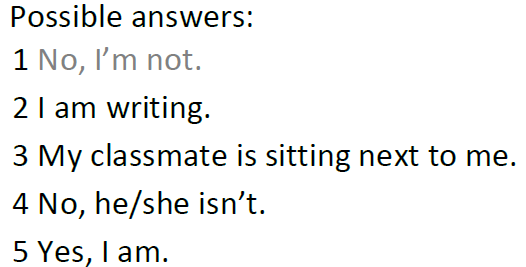 Possible answers:
1 No, I’m not.
2 I am writing.
3 My classmate is sitting next to me.
4 No, he/she isn’t.
5 Yes, I am.